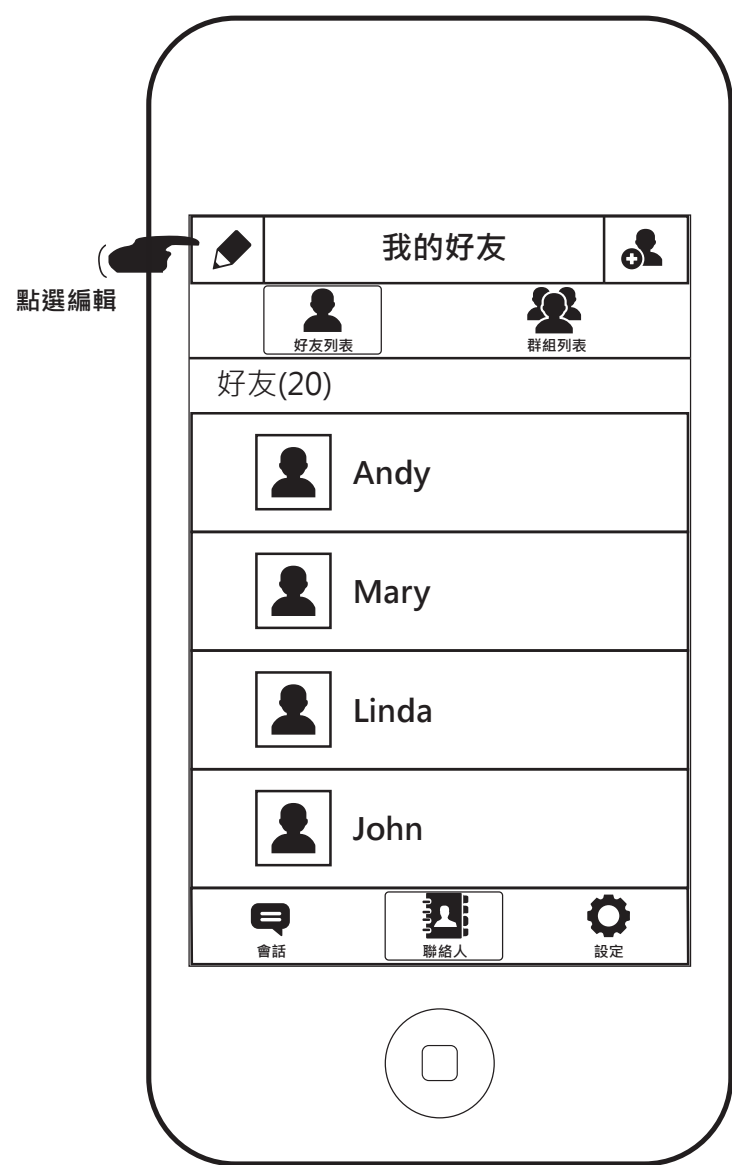 我的好友
點選編輯
好友列表
群組列表
好友(20)
Andy
Mary
Linda
John
會話
聯絡人
設定